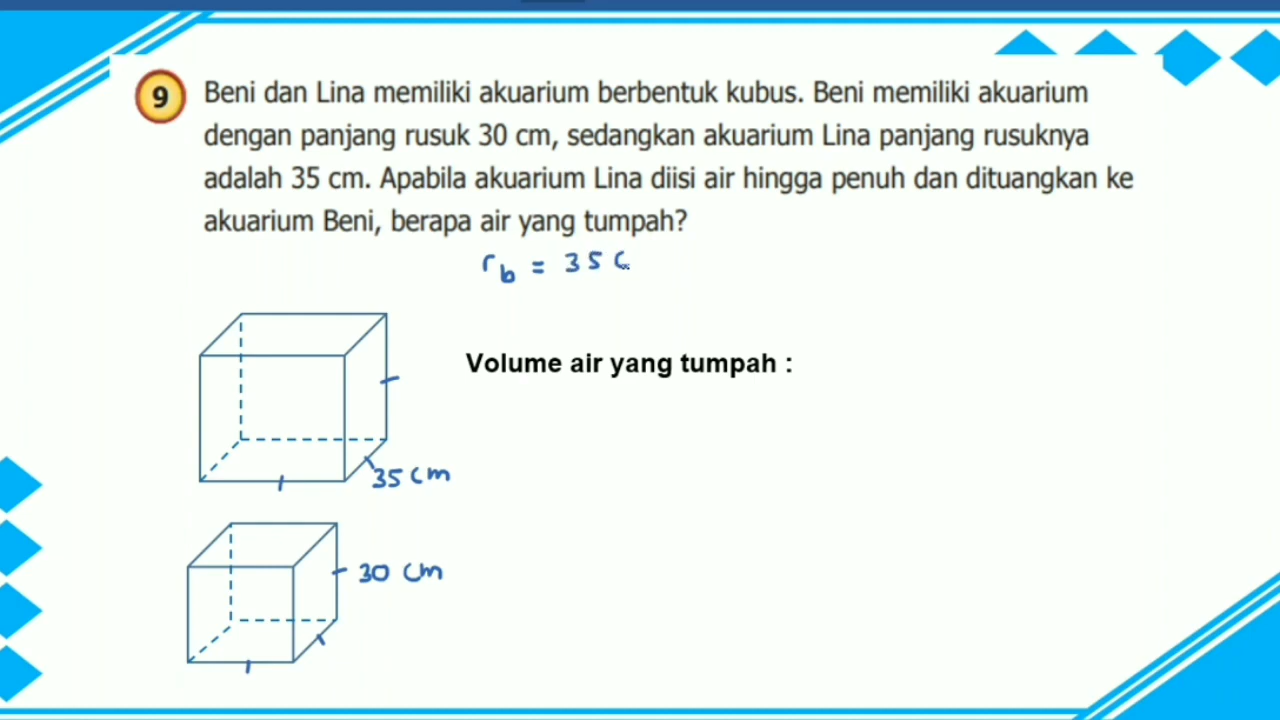 9
Beni dan Lina memiliki akuarium berbentuk kubus. Beni memiliki akuarium
dengan panjang rusuk 30 cm, sedangkan akuarium Lina panjang rusuknya
adalah 35 cm. Apabila akuarium Lina diisi air hingga penuh dan dituangkan ke
akuarium Beni, berapa air yang tumpah?
r_b = 35 c
Volume air yang tumpah :
35 cm
30 cm